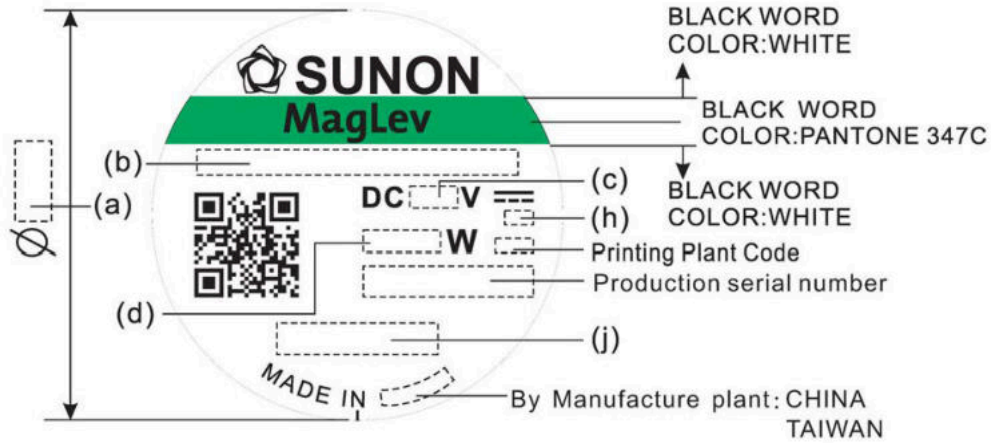 BLACK WORD
COLOR:WHITE
SUNON
MagLev
BLACK WORD
COLOR:PANTONE 347C
(b)
(c)
DC V
BLACK WORD
COLOR:WHITE
(a)
(h)
Ø
W
Printing Plant Code
Production serial number
(d)
(j)
MADE IN
By Manufacture plant: CHINA
TAIWAN